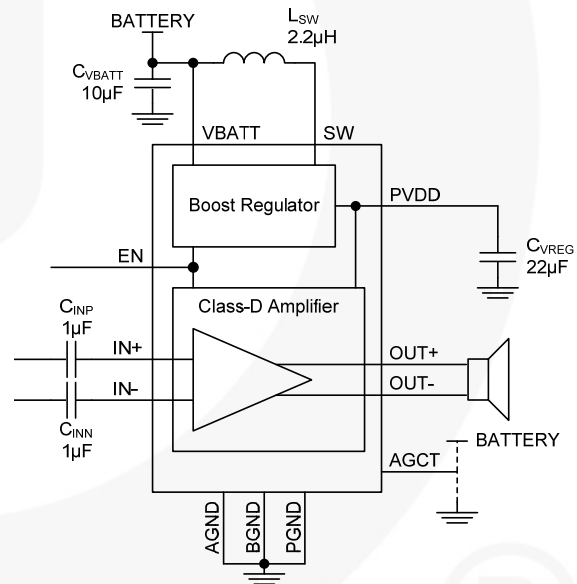 BATTERY
LSW
2.2µH
CVBATT
10µF
VBATT
SW
Boost Regulator
PVDD
CVREG
22µF
EN
Class-D Amplifier
CINP
1µF
IN+
IN-
CINN
1µF
OUT+
OUT-
BATTERY
AGCT
AGND
BGND
PGND